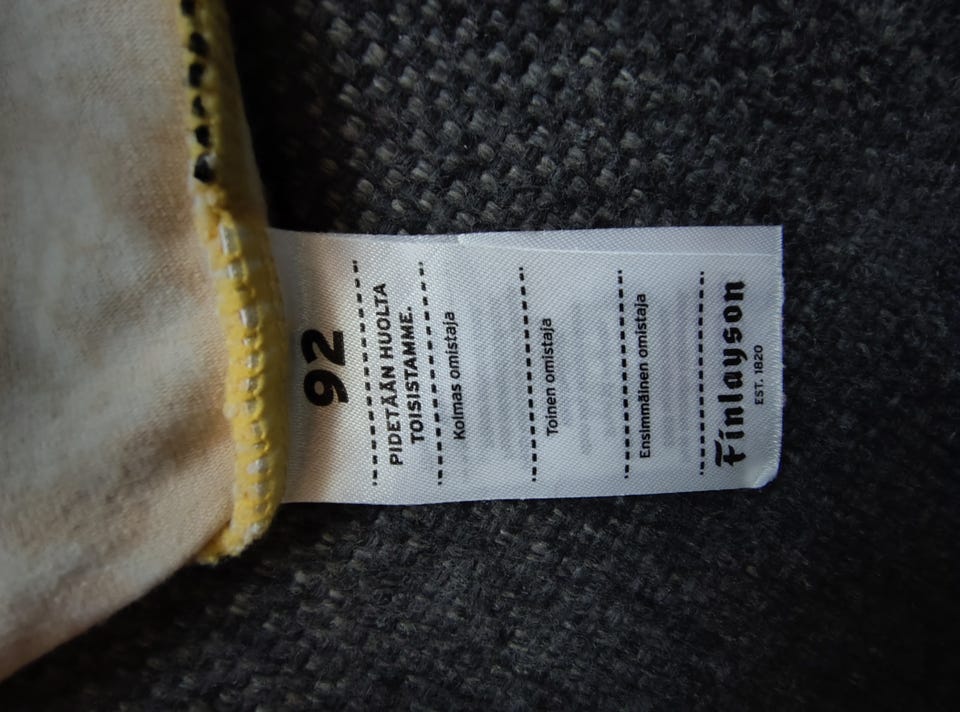 92
PIDETÄÄN HUOLTA
TOISISTAMME.
Kolmas omistaja
Toinen omistaja
Ensimmäinen omistaja
Finlayson
EST. 1820